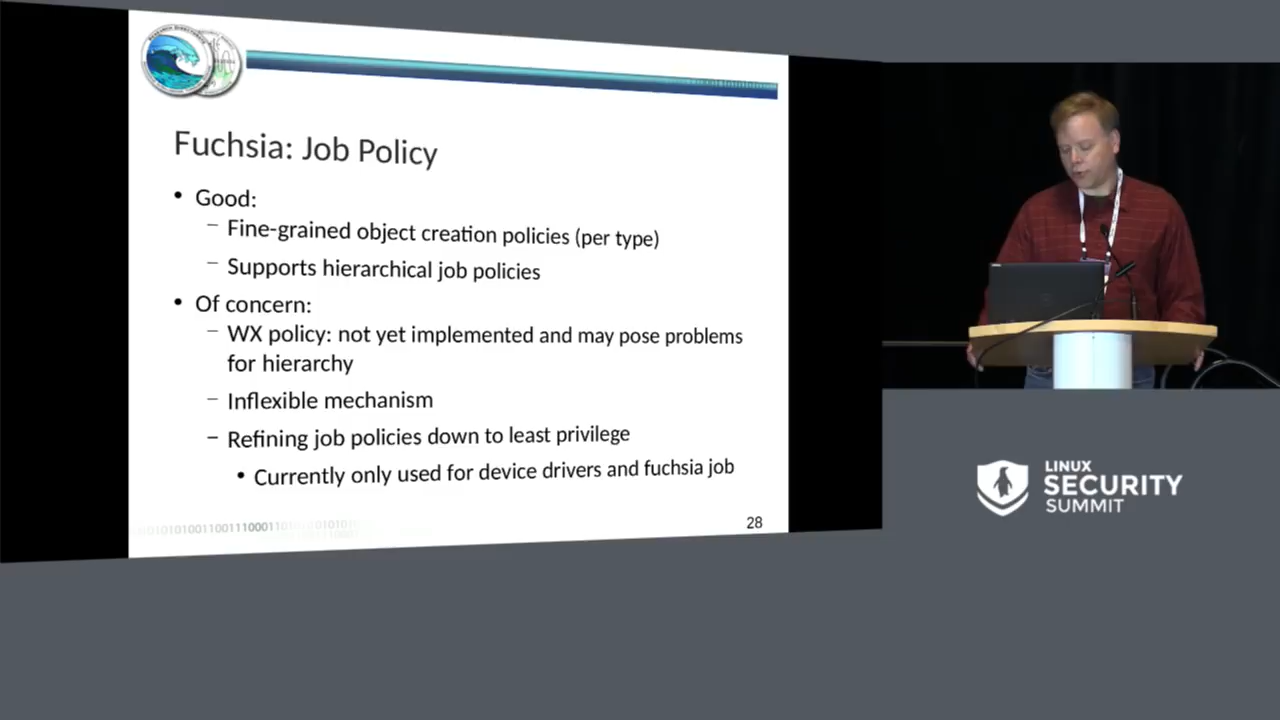 Fuchsia: Job Policy
• Good:
– Fine-grained object creation policies (per type)
– Supports hierarchical job policies
• Of concern:
– WX policy: not yet implemented and may pose problems
for hierarchy
– Inflexible mechanism
– Refining job policies down to least privilege
• Currently only used for device drivers and fuchsia job
28
LINUX
SECURITY
SUMMIT